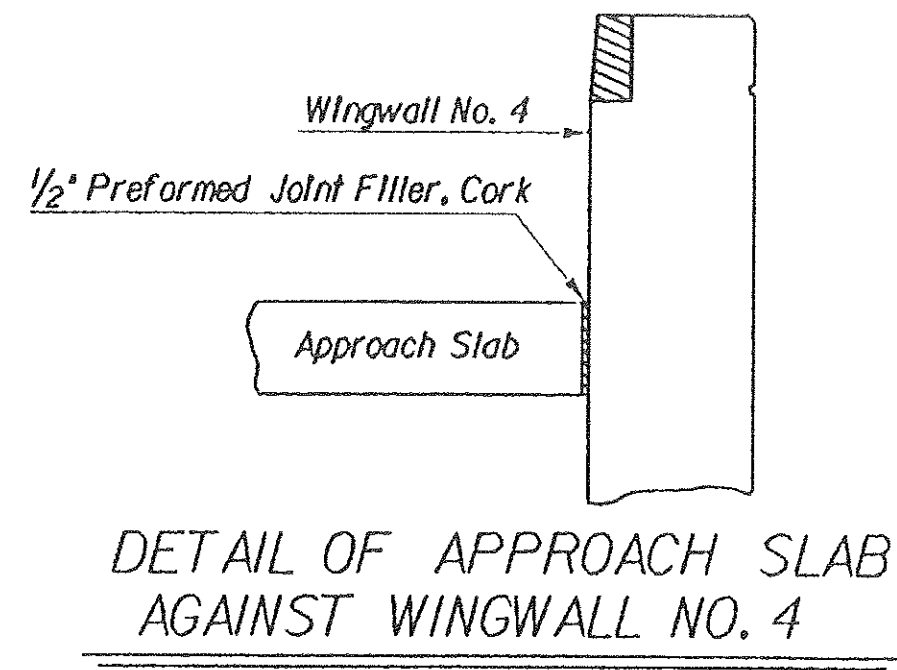 Wingwall No. 4
1/2" Preformed Joint Filler, Cork
Approach Slab
DETAIL OF APPROACH SLAB
AGAINST WINGWALL NO. 4